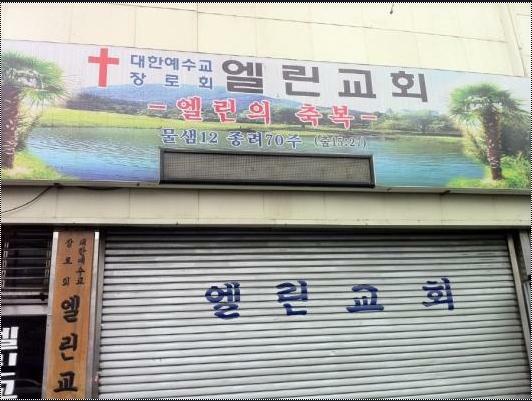 대한예수교
장로회 엘린교회
-엘린의 축복-
물샘12 종려70주 (출15:27)
엘린교회
대한예수교
장로회
엘린교